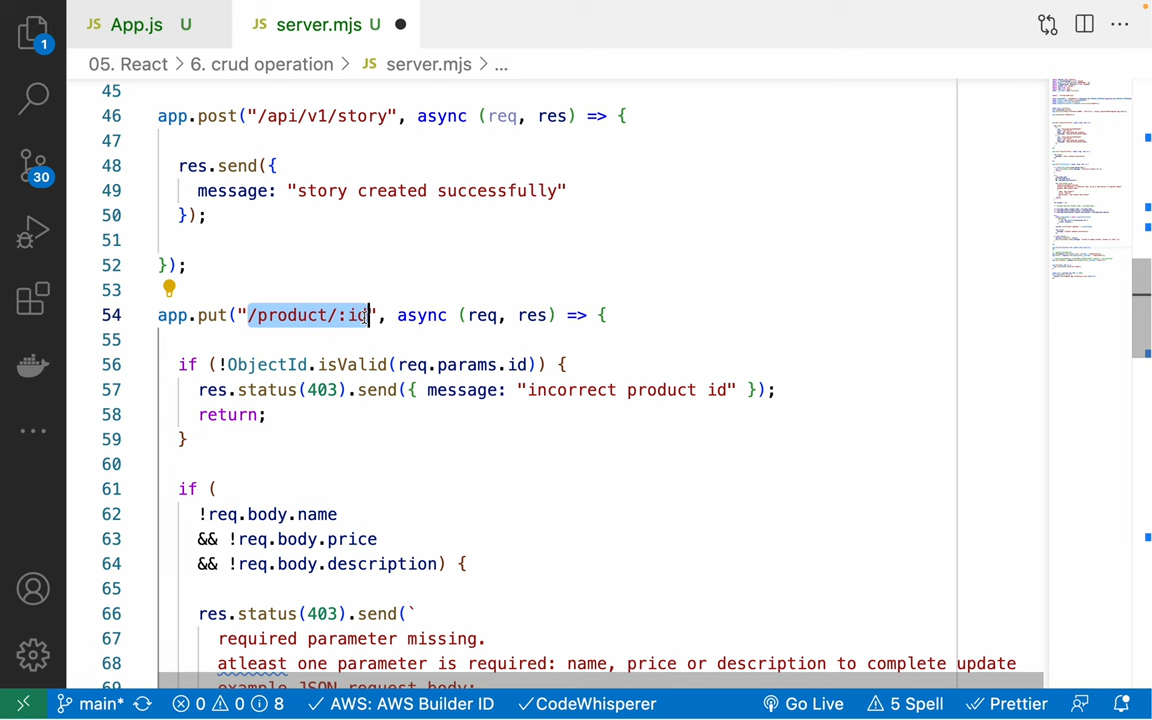 1
JS App.js U
JS server.mjs U
05. React > 6. crud operation > JS server.mjs > ...
45
46 app.post("/api/v1/story", async (req, res) => {
47
48 res.send({
49 message: "story created successfully"
50 });
51
52 });
53
54 app.put("/product/:id", async (req, res) => {
55
56 if (!ObjectId.isValid(req.params.id)) {
57 res.status(403).send({ message: "incorrect product id" });
58 return;
59 }
60
61 if (
62 !req.body.name
63 && !req.body.price
64 && !req.body.description) {
65
66 res.status(403).send(`
67 required parameter missing.
68 atleast one parameter is required: name, price or description to complete update
69 example JSON request body:
30
main* 0 0 8 AWS: AWS Builder ID CodeWhisperer Go Live 5 Spell Prettier